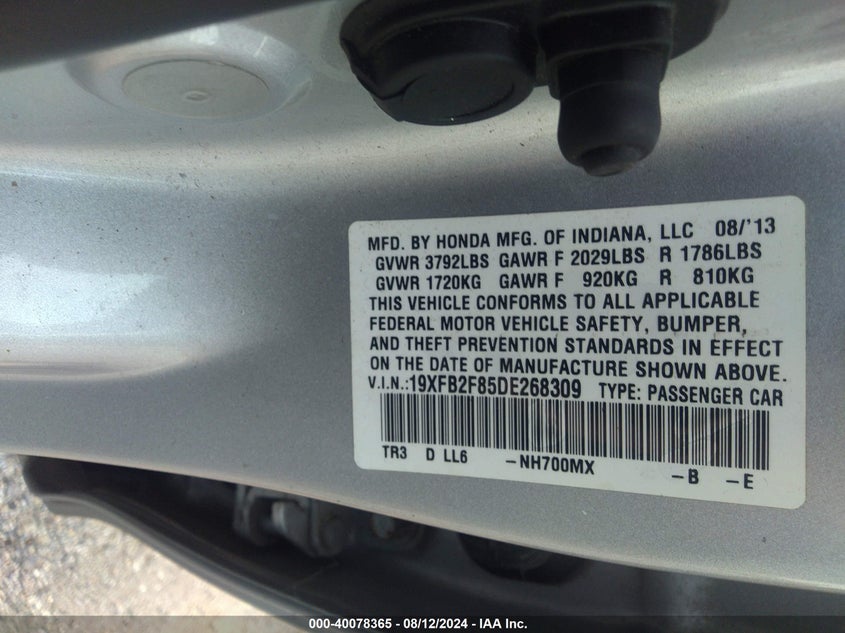 MFD. BY HONDA MFG. OF INDIANA, LLC 08/'13
GVWR 3792LBS GAWR F 2029LBS R 1786LBS
GVWR 1720KG GAWR F 920KG R 810KG
THIS VEHICLE CONFORMS TO ALL APPLICABLE
FEDERAL MOTOR VEHICLE SAFETY, BUMPER,
AND THEFT PREVENTION STANDARDS IN EFFECT
ON THE DATE OF MANUFACTURE SHOWN ABOVE.
V.I.N.:19XFB2F85DE268309 TYPE: PASSENGER CAR
TR3 D LL6 -NH700MX -B -E
000-40078365 - 08/12/2024 - IAA Inc.